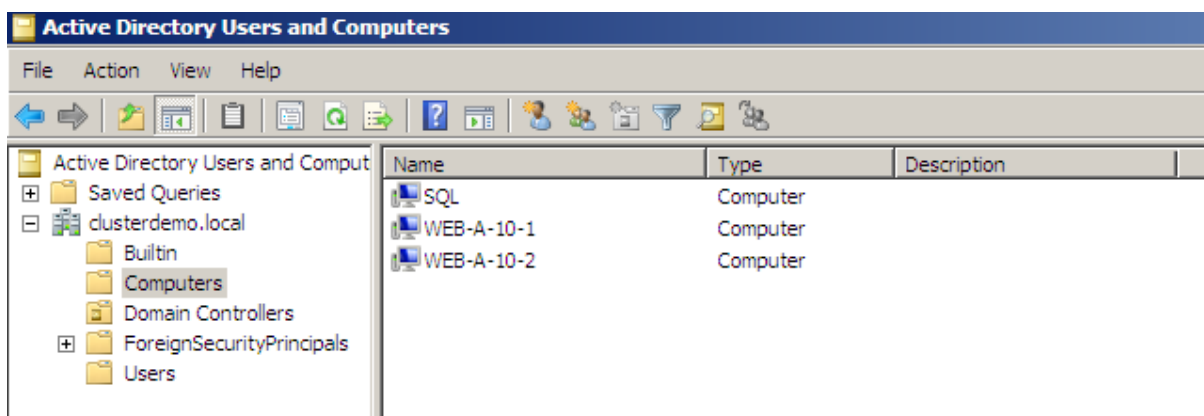 Active Directory Users and Computers
File Action View Help
Active Directory Users and Comput
Saved Queries
clusterdemo.local
Builtin
Computers
Domain Controllers
ForeignSecurityPrincipals
Users
Name Type Description
SQL Computer
WEB-A-10-1 Computer
WEB-A-10-2 Computer